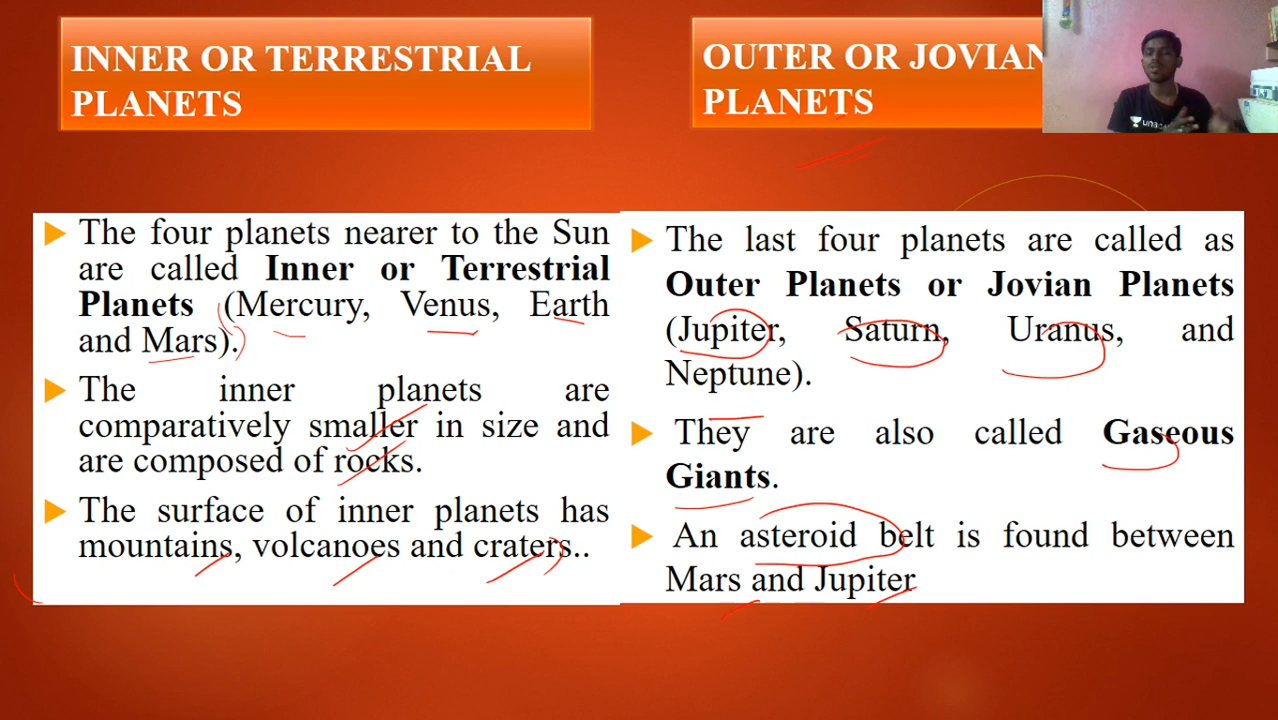 INNER OR TERRESTRIAL
PLANETS
OUTER OR JOVIAN
PLANETS
The four planets nearer to the Sun
are called Inner or Terrestrial
Planets (Mercury, Venus, Earth
and Mars).
The inner planets are
comparatively smaller in size and
are composed of rocks.
The surface of inner planets has
mountains, volcanoes and craters..
The last four planets are called as
Outer Planets or Jovian Planets
(Jupiter, Saturn, Uranus, and
Neptune).
They are also called Gaseous
Giants.
An asteroid belt is found between
Mars and Jupiter